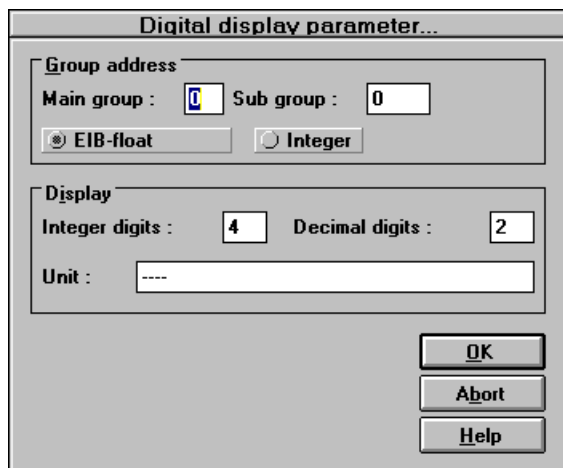 Digital display parameter...
Group address
Main group : 0 Sub group : 0
EIB-float Integer
Display
Integer digits : 4 Decimal digits : 2
Unit : ----
OK
Abort
Help